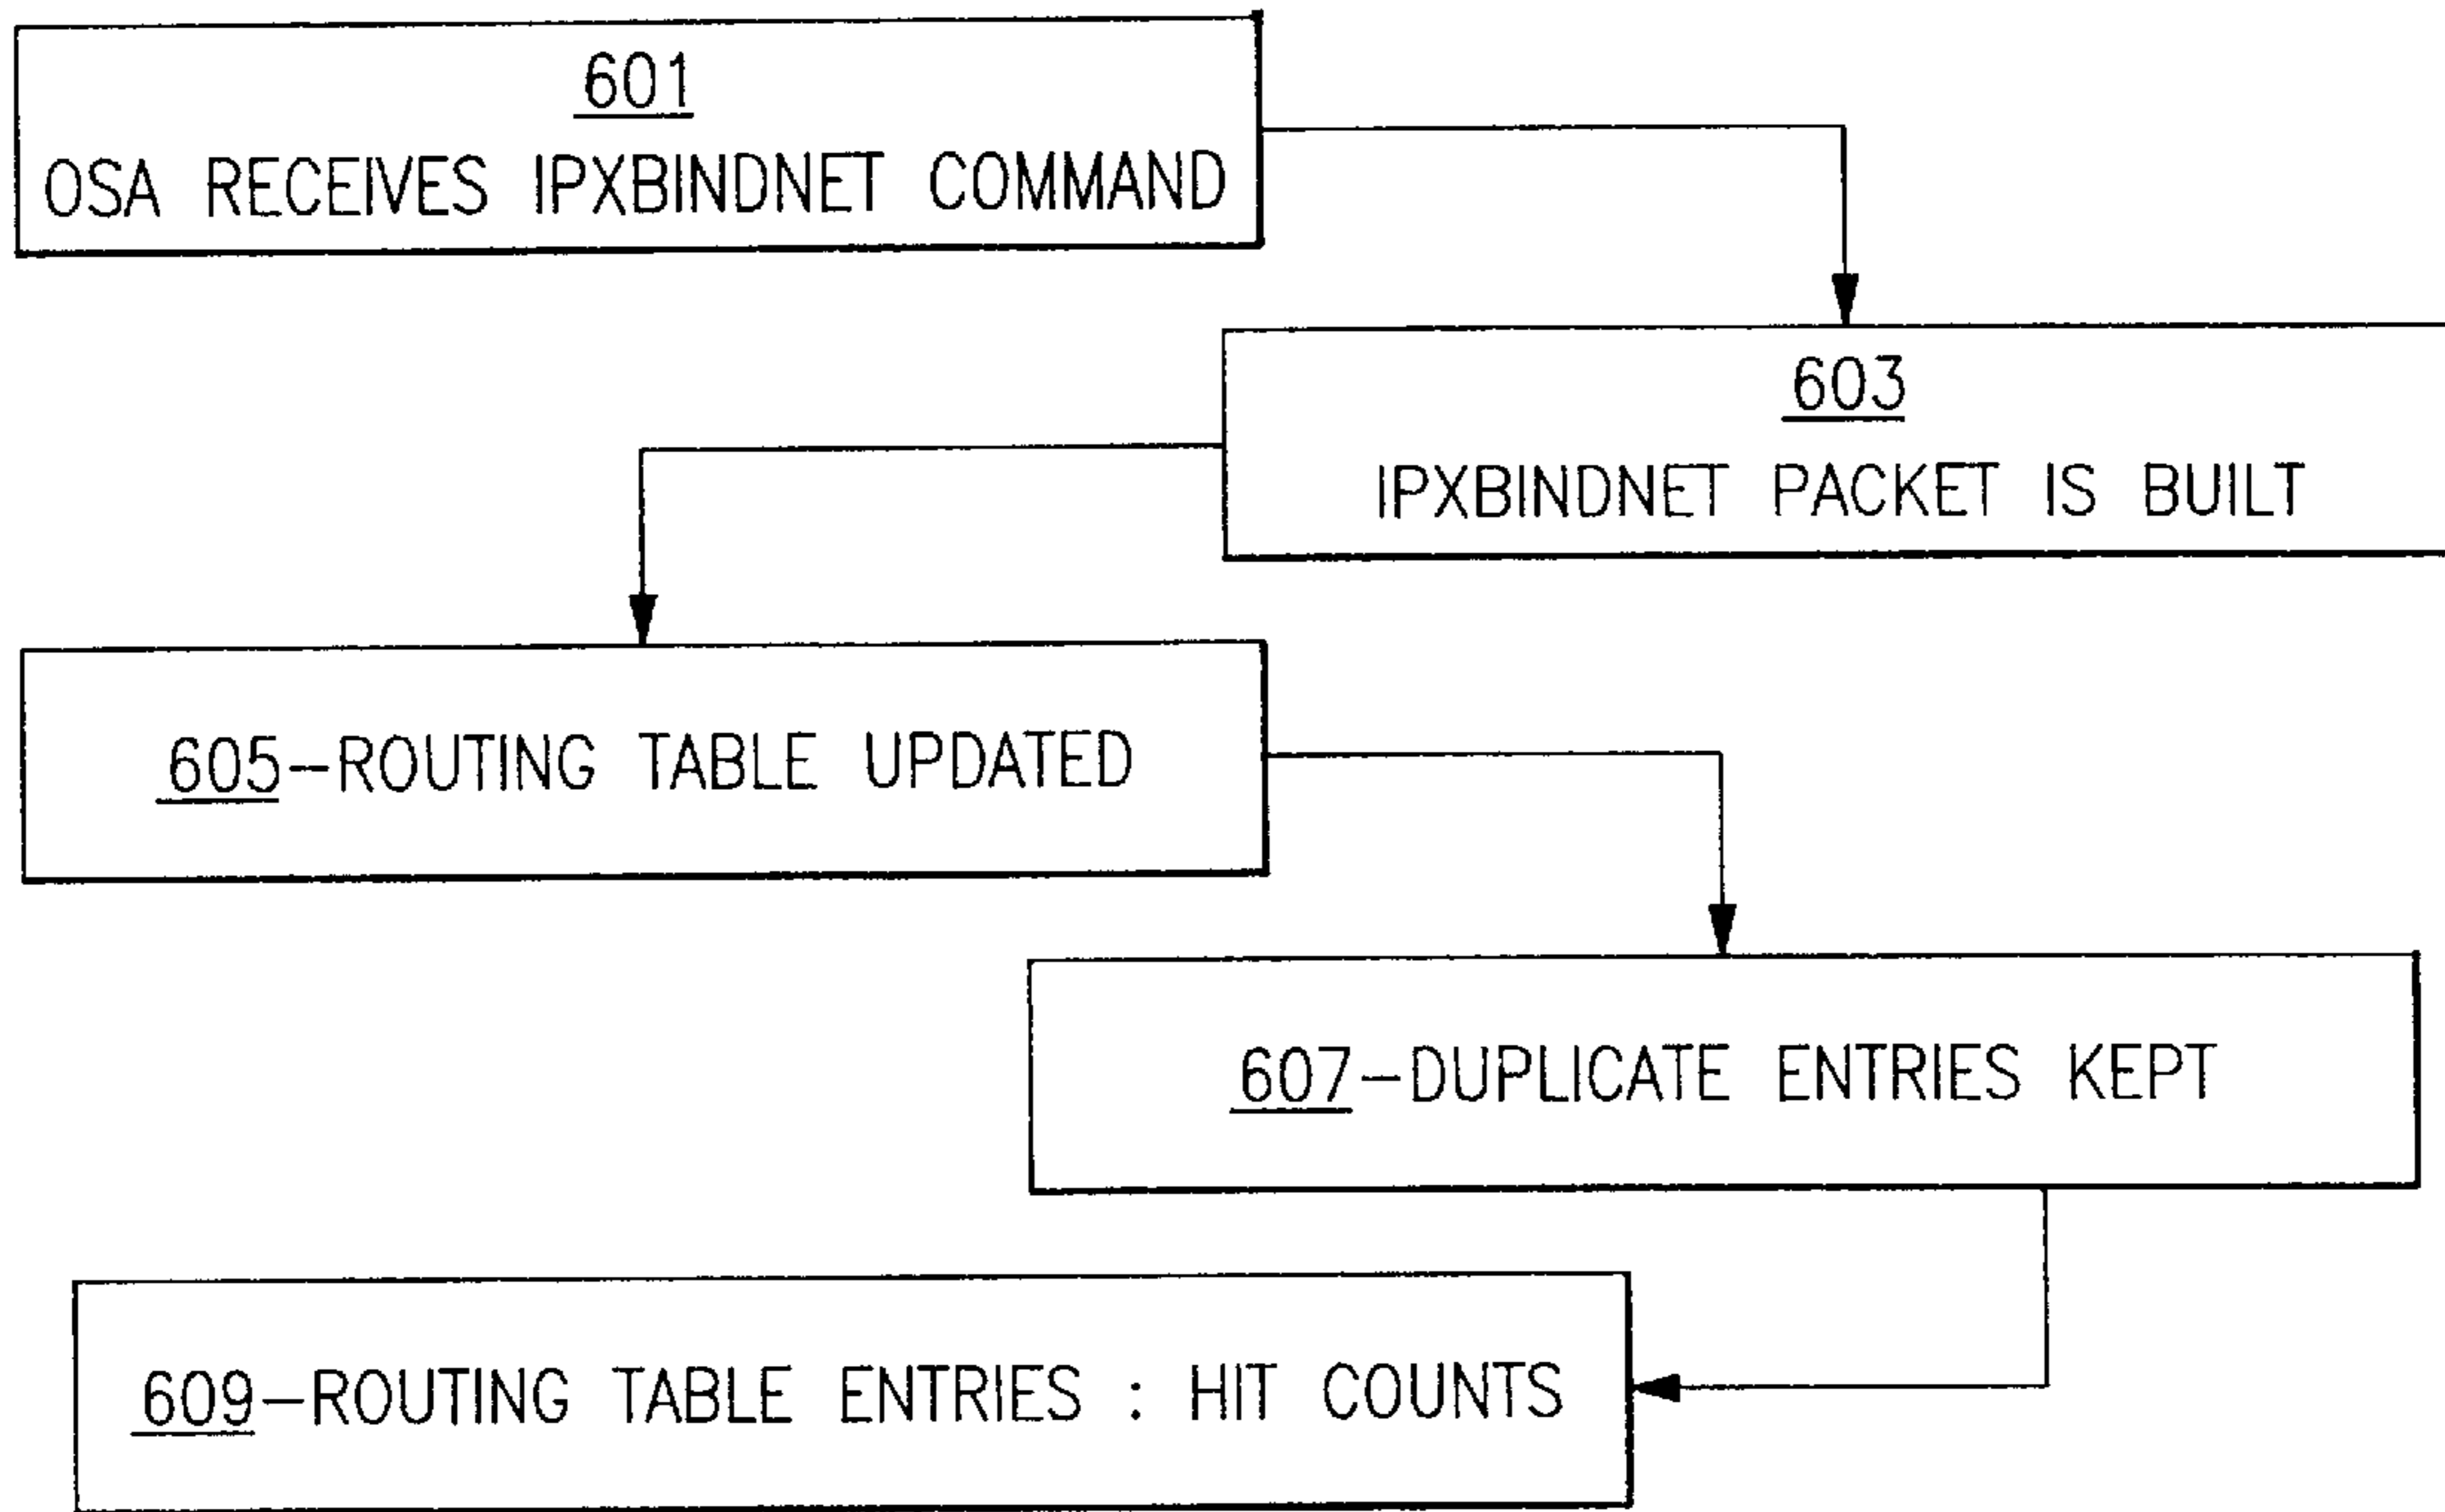 601
OSA RECEIVES IPXBINDNET COMMAND
603
IPXBINDNET PACKET IS BUILT
605-ROUTING TABLE UPDATED
607-DUPLICATE ENTRIES KEPT
609-ROUTING TABLE ENTRIES : HIT COUNTS